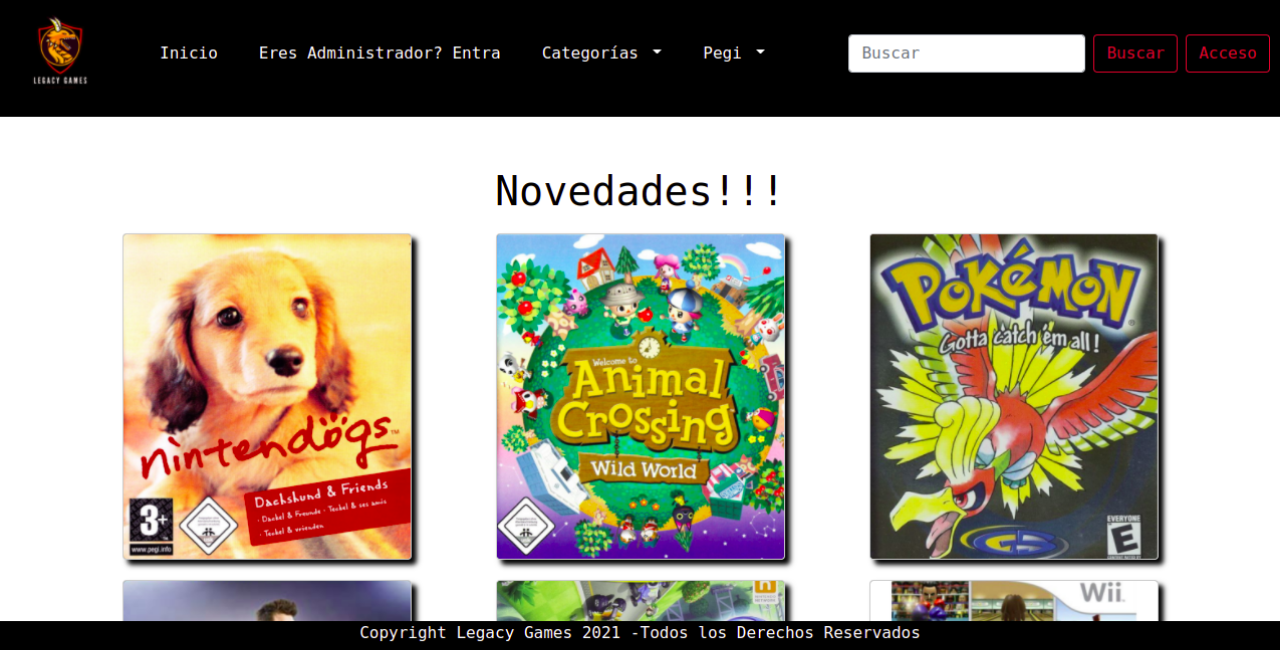 LEGACY GAMES
Inicio
Eres Administrador? Entra
Categorías
Pegi
Buscar
Buscar
Acceso
Novedades!!!
nintendogs™
Dachshund & Friends
· Dackel & Freunde · Teckel & ses amis
· Teckel & vrienden
3+
www.pegi.info
Welcome to
Animal
Crossing
Wild World
POKéMON®
Gotta catch 'em all!
EVERYONE
E
GS
Wii
Copyright Legacy Games 2021 -Todos los Derechos Reservados